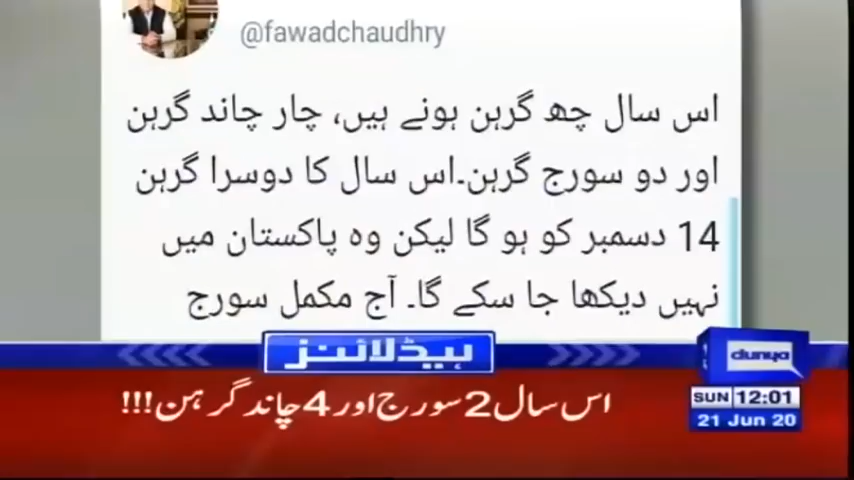 @fawadchaudhry
اس سال چھ گرہن ہونے ہیں، چار چاند گرہن
اور دو سورج گرہن۔اس سال کا دوسرا گرہن
14 دسمبر کو ہو گا لیکن وہ پاکستان میں
نہیں دیکھا جا سکے گا۔ آج مکمل سورج
ہیڈلائنز
dunya
اس سال 2 سورج اور 4 چاند گرہن!!!
SUN 12:01
21 Jun 20